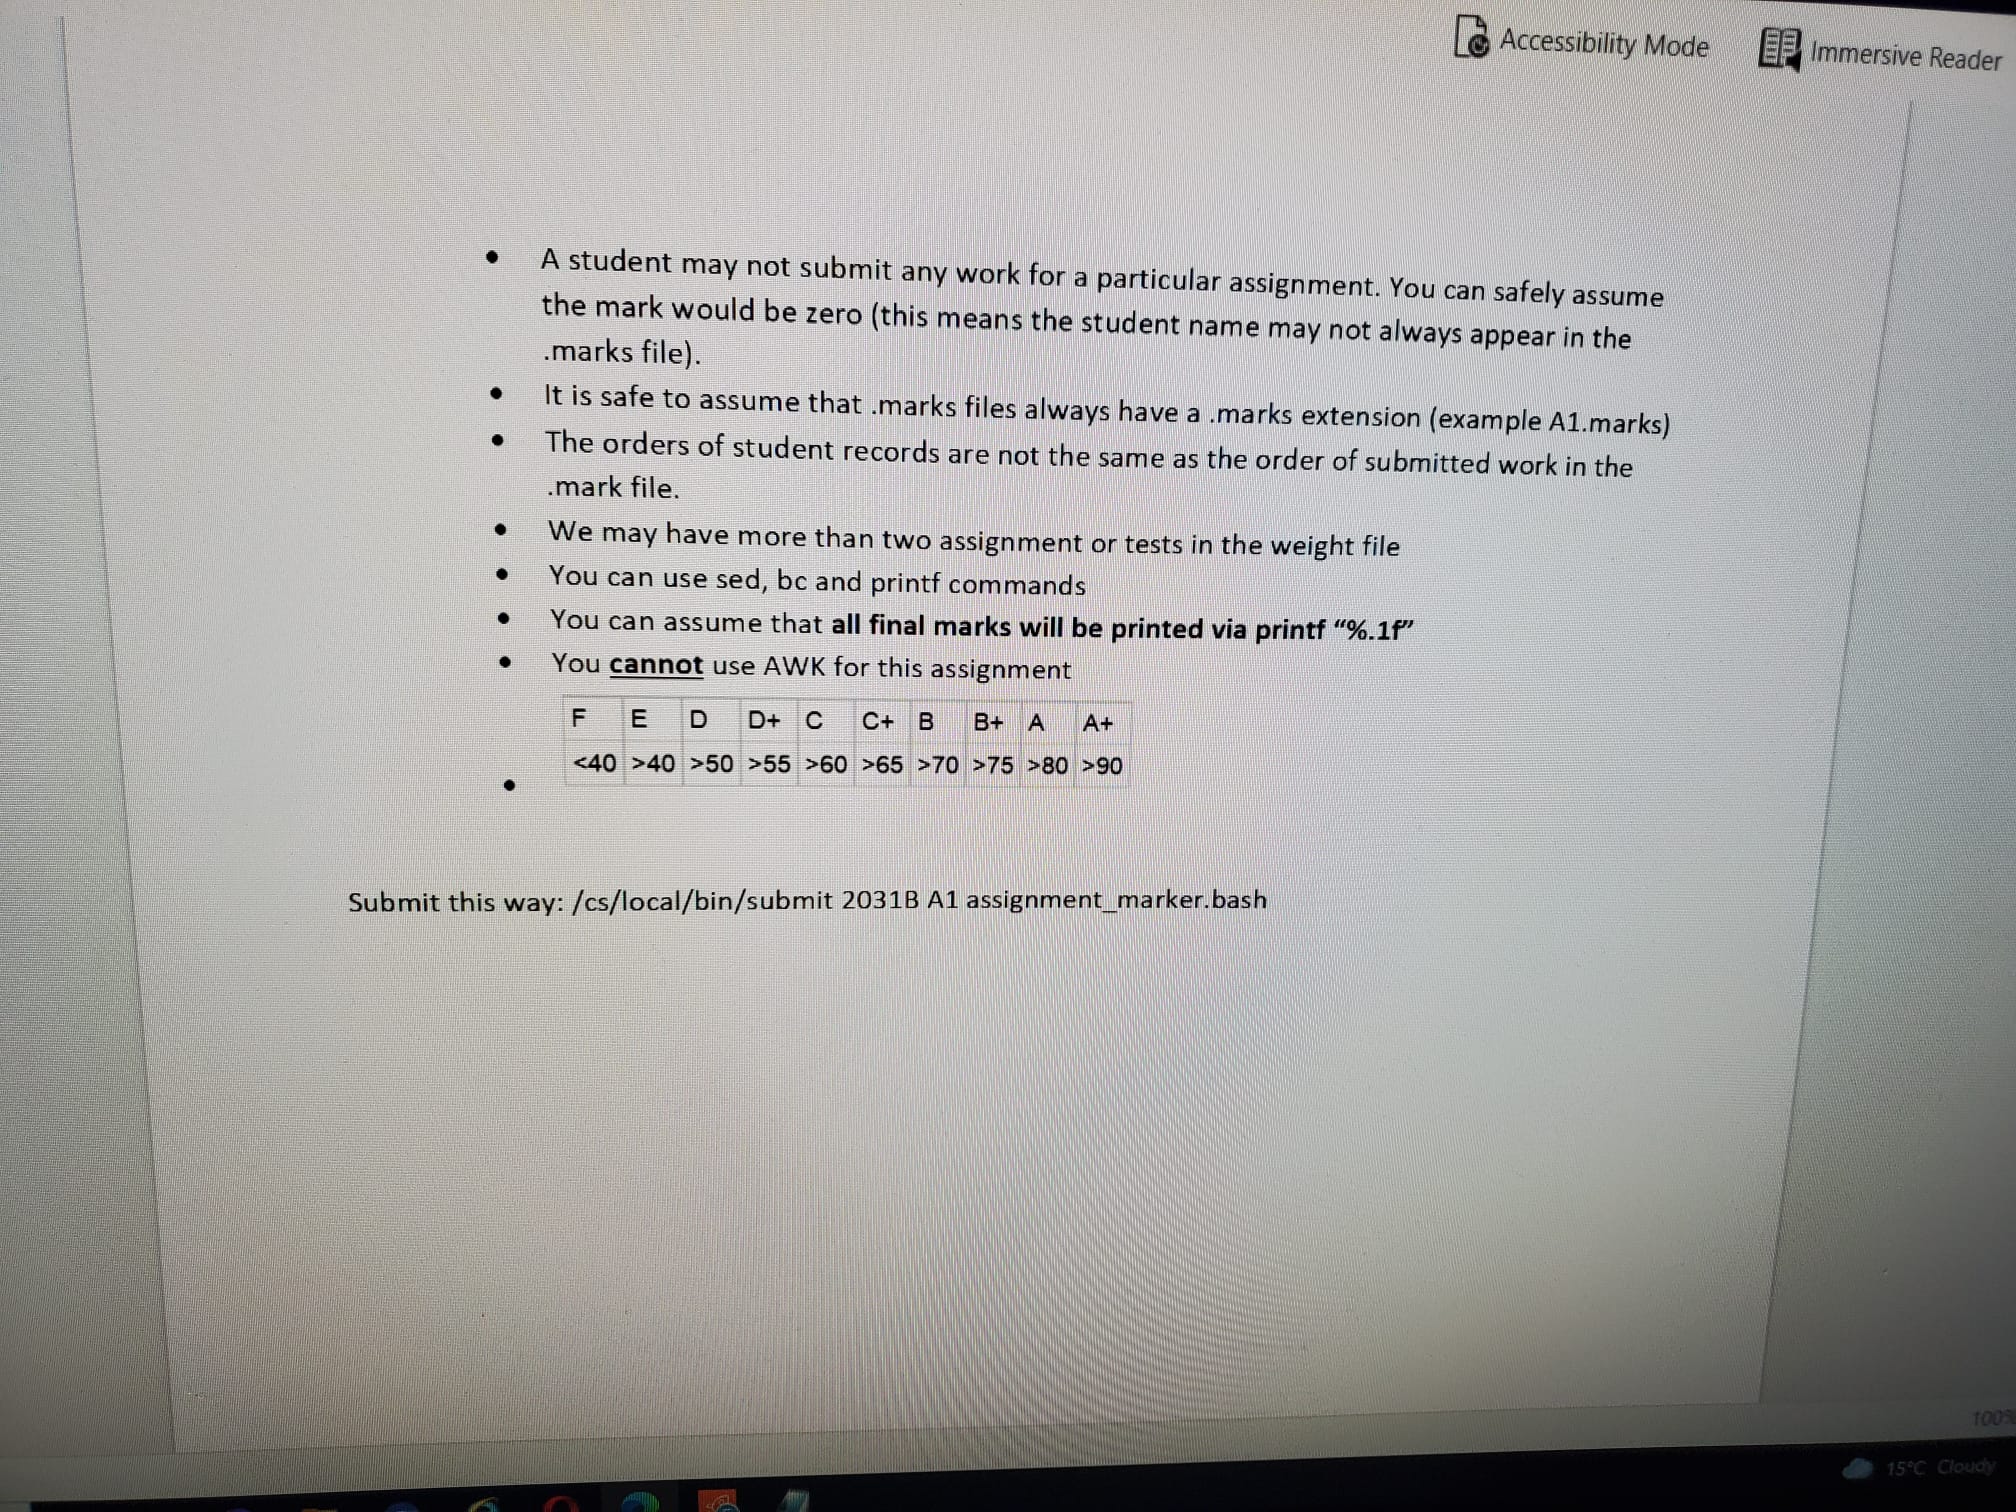 Accessibility Mode
Immersive Reader
• A student may not submit any work for a particular assignment. You can safely assume
the mark would be zero (this means the student name may not always appear in the
.marks file).
• It is safe to assume that .marks files always have a .marks extension (example A1.marks)
• The orders of student records are not the same as the order of submitted work in the
.mark file.
• We may have more than two assignment or tests in the weight file
• You can use sed, bc and printf commands
• You can assume that all final marks will be printed via printf “%.1f”
• You cannot use AWK for this assignment
F E D D+ C C+ B B+ A A+
<40 >40 >50 >55 >60 >65 >70 >75 >80 >90
•
Submit this way: /cs/local/bin/submit 2031B A1 assignment_marker.bash
100%
15°C Cloudy